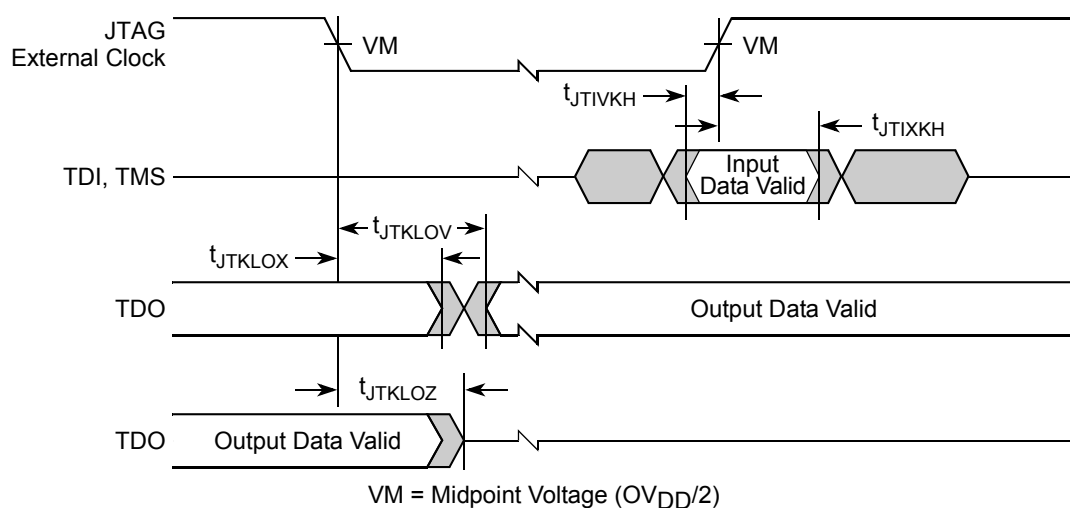 JTAG
External Clock
VM
VM
tJTIVKH
tJTIXKH
TDI, TMS
Input
Data Valid
tJTKLOV
tJTKLOX
TDO
Output Data Valid
tJTKLOZ
TDO
Output Data Valid
VM = Midpoint Voltage (OVDD/2)